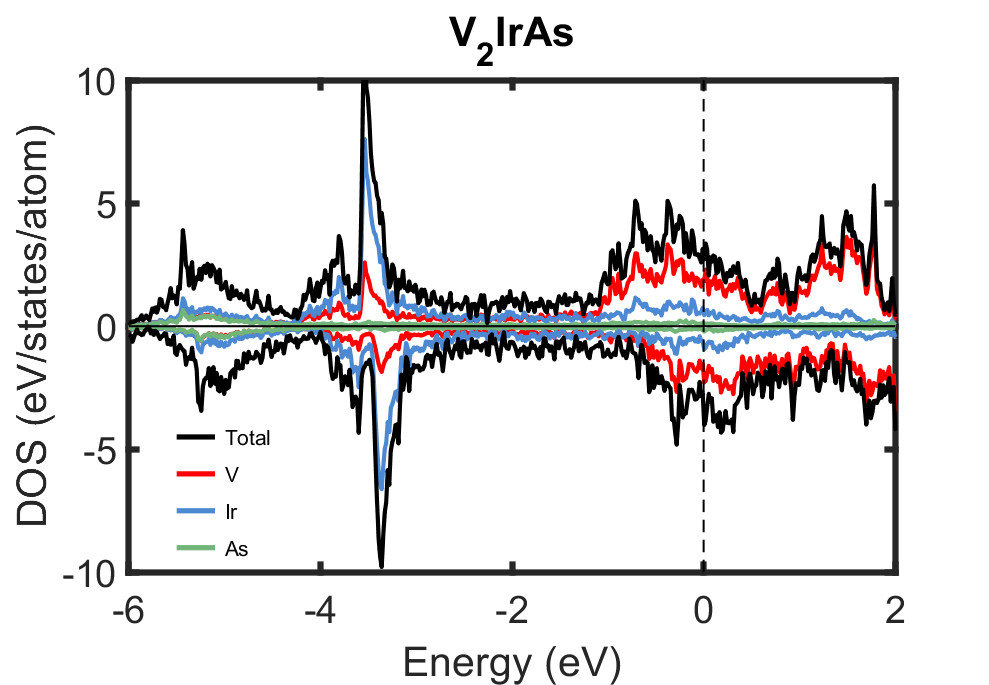 V₂IrAs
10
5
0
-5
-10
DOS (eV/states/atom)
Total
V
Ir
As
-6 -4 -2 0 2
Energy (eV)